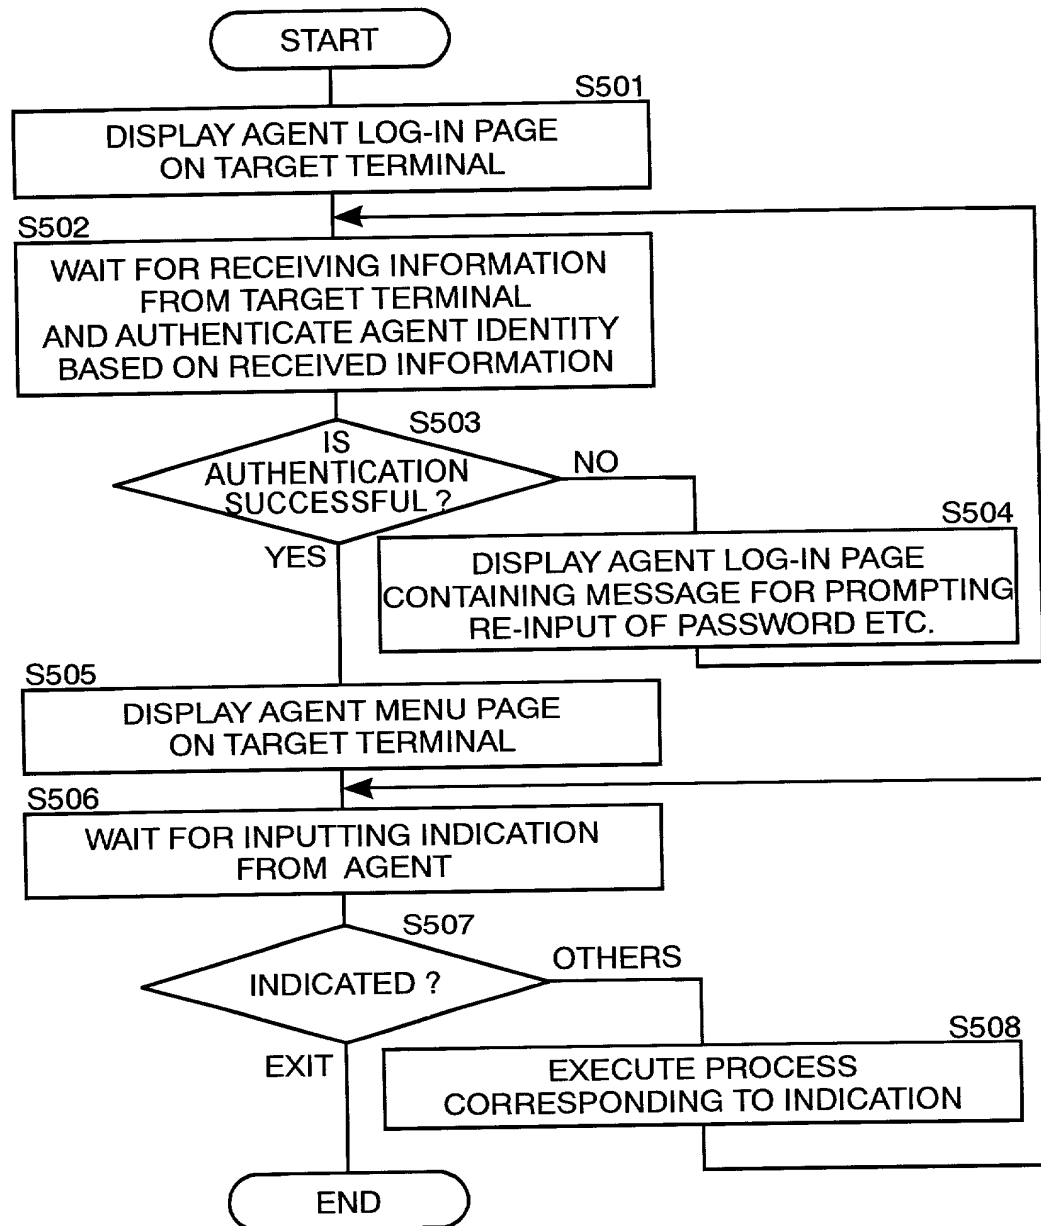 START
S501
DISPLAY AGENT LOG-IN PAGE
ON TARGET TERMINAL
S502
WAIT FOR RECEIVING INFORMATION
FROM TARGET TERMINAL
AND AUTHENTICATE AGENT IDENTITY
BASED ON RECEIVED INFORMATION
S503
IS
AUTHENTICATION
SUCCESSFUL ?
NO
YES
S504
DISPLAY AGENT LOG-IN PAGE
CONTAINING MESSAGE FOR PROMPTING
RE-INPUT OF PASSWORD ETC.
S505
DISPLAY AGENT MENU PAGE
ON TARGET TERMINAL
S506
WAIT FOR INPUTTING INDICATION
FROM AGENT
S507
INDICATED ?
OTHERS
EXIT
S508
EXECUTE PROCESS
CORRESPONDING TO INDICATION
END